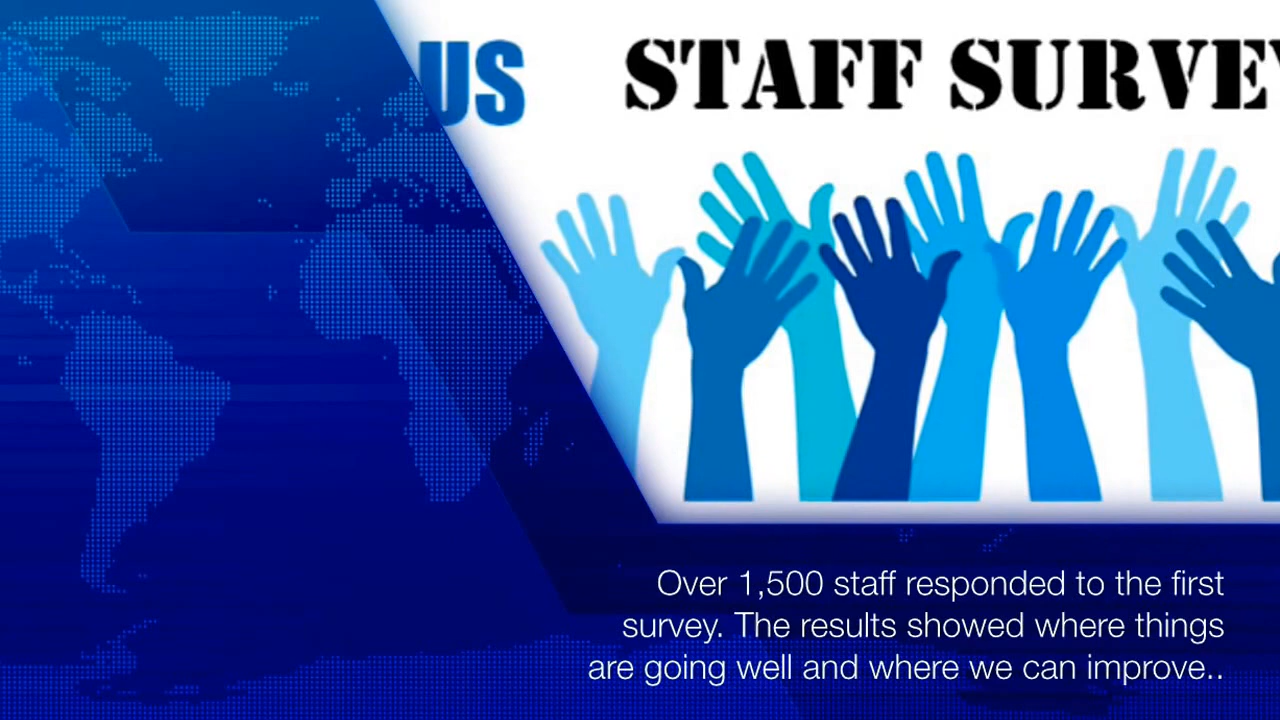 US STAFF SURVEY
Over 1,500 staff responded to the first
survey. The results showed where things
are going well and where we can improve..